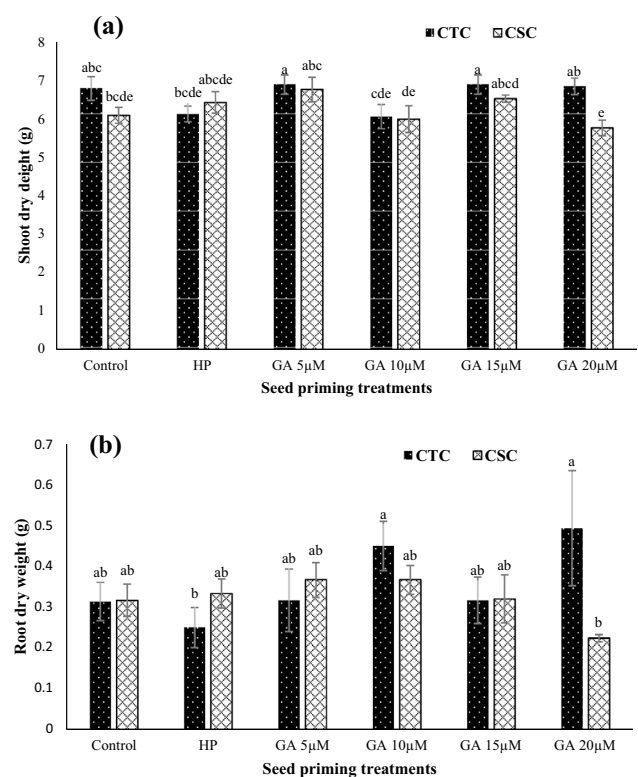 (a)
CTC CSC
8
7
6
5
4
3
2
1
0
Shoot dry deight (g)
abc bcde bcde abcde a abc cde de a abcd ab e
Control HP GA 5µM GA 10µM GA 15µM GA 20µM
Seed priming treatments
(b)
CTC CSC
0.7
0.6
0.5
0.4
0.3
0.2
0.1
0
Root dry weight (g)
ab ab b ab ab ab a ab ab ab a b
Control HP GA 5µM GA 10µM GA 15µM GA 20µM
Seed priming treatments